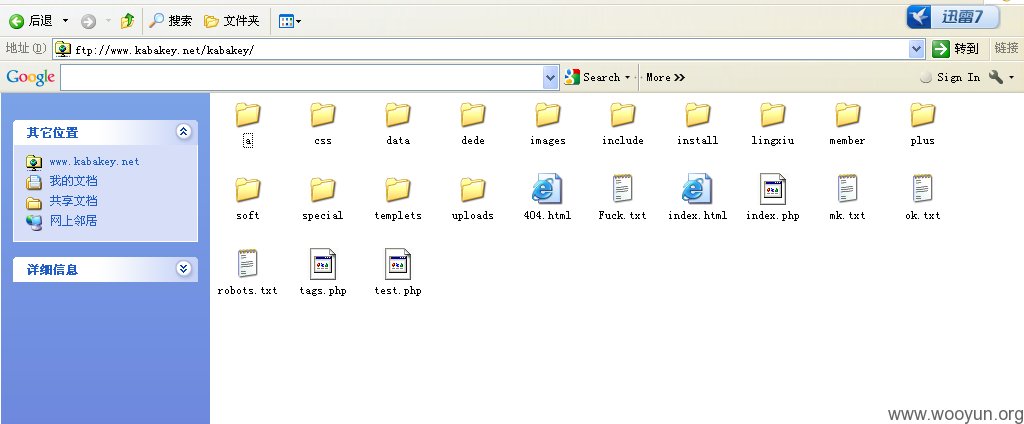 后退 搜索 文件夹 迅雷7
地址(D) ftp://www.kabakey.net/kabakey/ 转到 链接
Google Search More Sign In
其它位置
www.kabakey.net
我的文档
共享文档
网上邻居
详细信息
a css data dede images include install lingxiu member plus
soft special templets uploads 404.html Fuck.txt index.html index.php mk.txt ok.txt
robots.txt tags.php test.php
www.wooyun.org